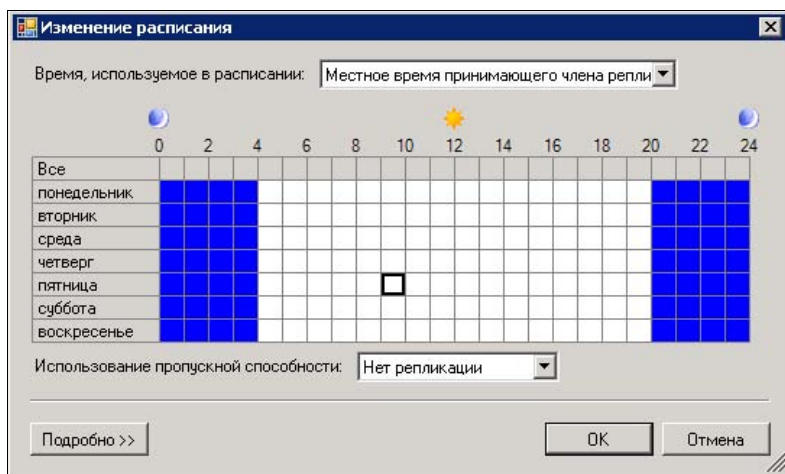 Изменение расписания
Время, используемое в расписании: Местное время принимающего члена репли
0 2 4 6 8 10 12 14 16 18 20 22 24
Все
понедельник
вторник
среда
четверг
пятница
суббота
воскресенье
Использование пропускной способности: Нет репликации
Подробно >> OK Отмена